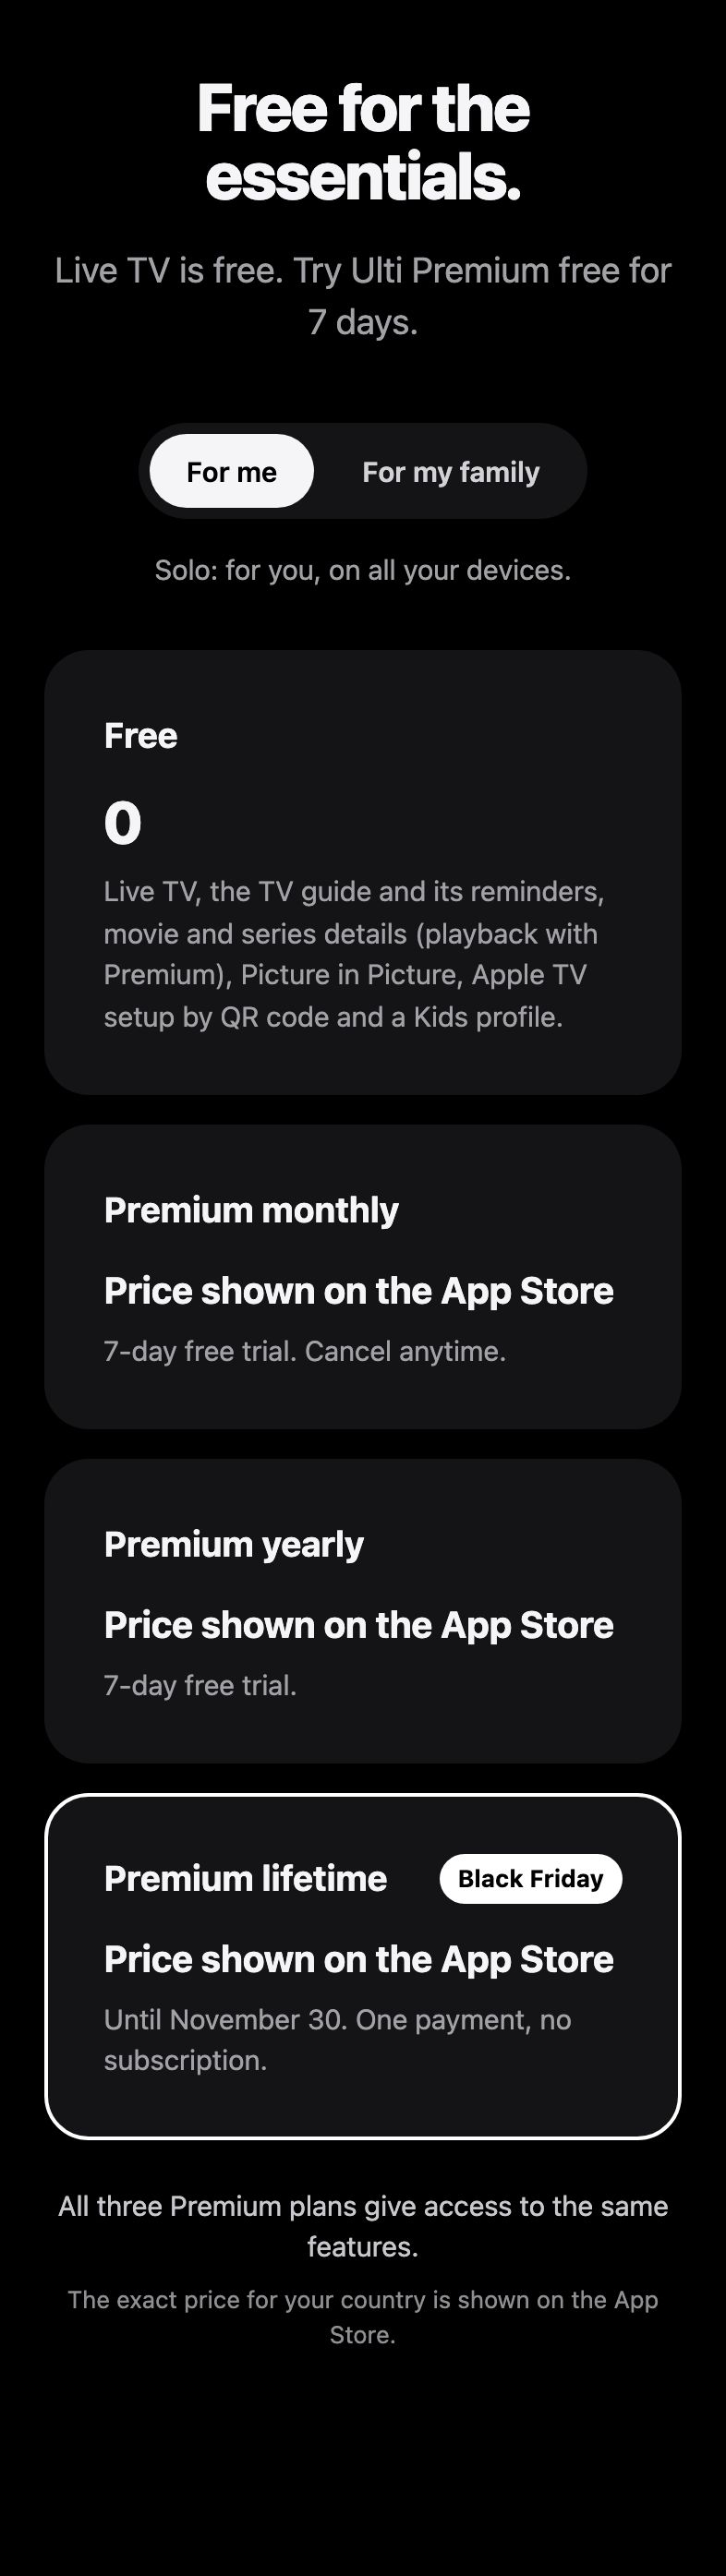 Free for the
essentials.
Live TV is free. Try Ulti Premium free for
7 days.
For me
For my family
Solo: for you, on all your devices.
Free
0
Live TV, the TV guide and its reminders,
movie and series details (playback with
Premium), Picture in Picture, Apple TV
setup by QR code and a Kids profile.
Premium monthly
Price shown on the App Store
7-day free trial. Cancel anytime.
Premium yearly
Price shown on the App Store
7-day free trial.
Premium lifetime
Black Friday
Price shown on the App Store
Until November 30. One payment, no
subscription.
All three Premium plans give access to the same
features.
The exact price for your country is shown on the App
Store.